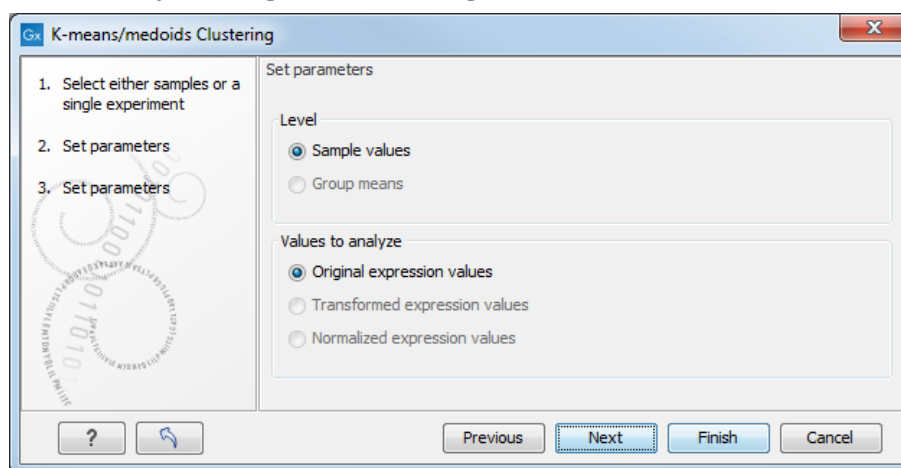 Gx K-means/medoids Clustering
1. Select either samples or a
single experiment
2. Set parameters
3. Set parameters
Set parameters
Level
Sample values
Group means
Values to analyze
Original expression values
Transformed expression values
Normalized expression values
?
Previous Next Finish Cancel